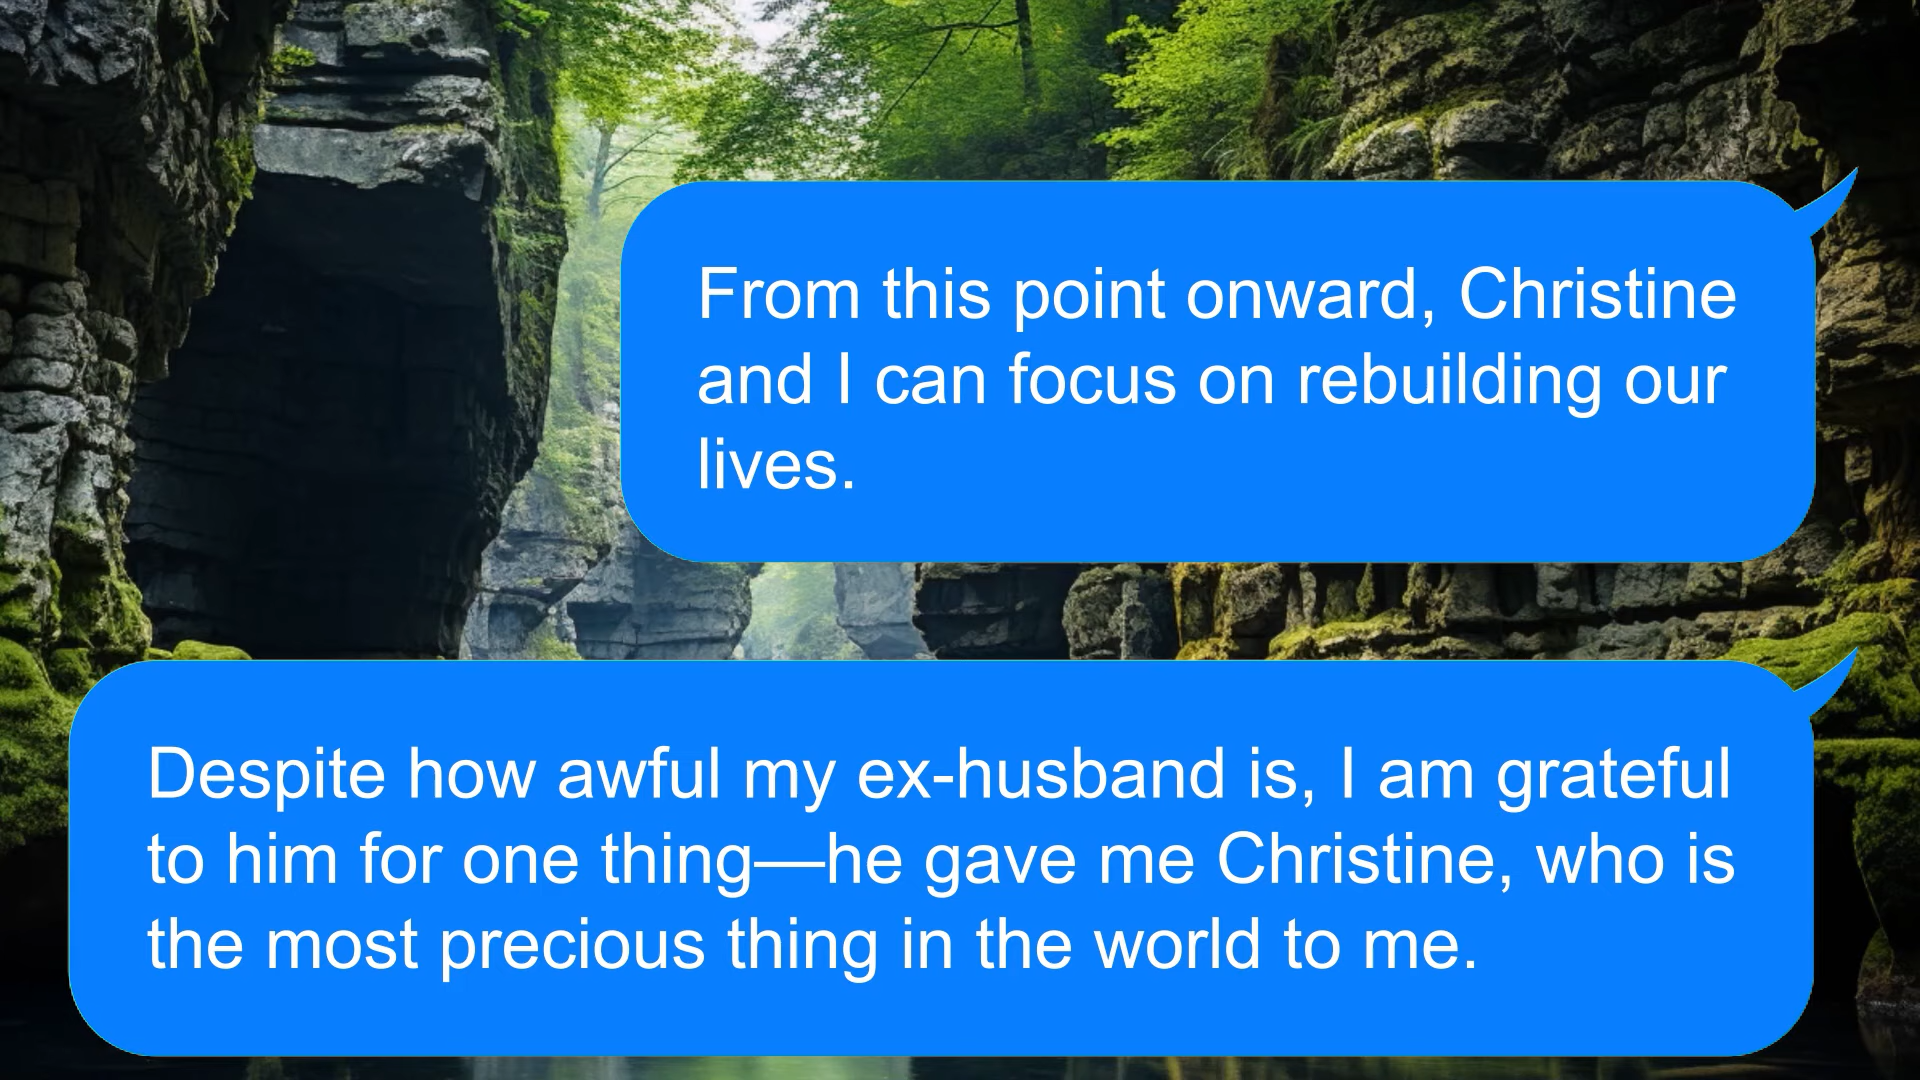 From this point onward, Christine
and I can focus on rebuilding our
lives.
Despite how awful my ex-husband is, I am grateful
to him for one thing—he gave me Christine, who is
the most precious thing in the world to me.